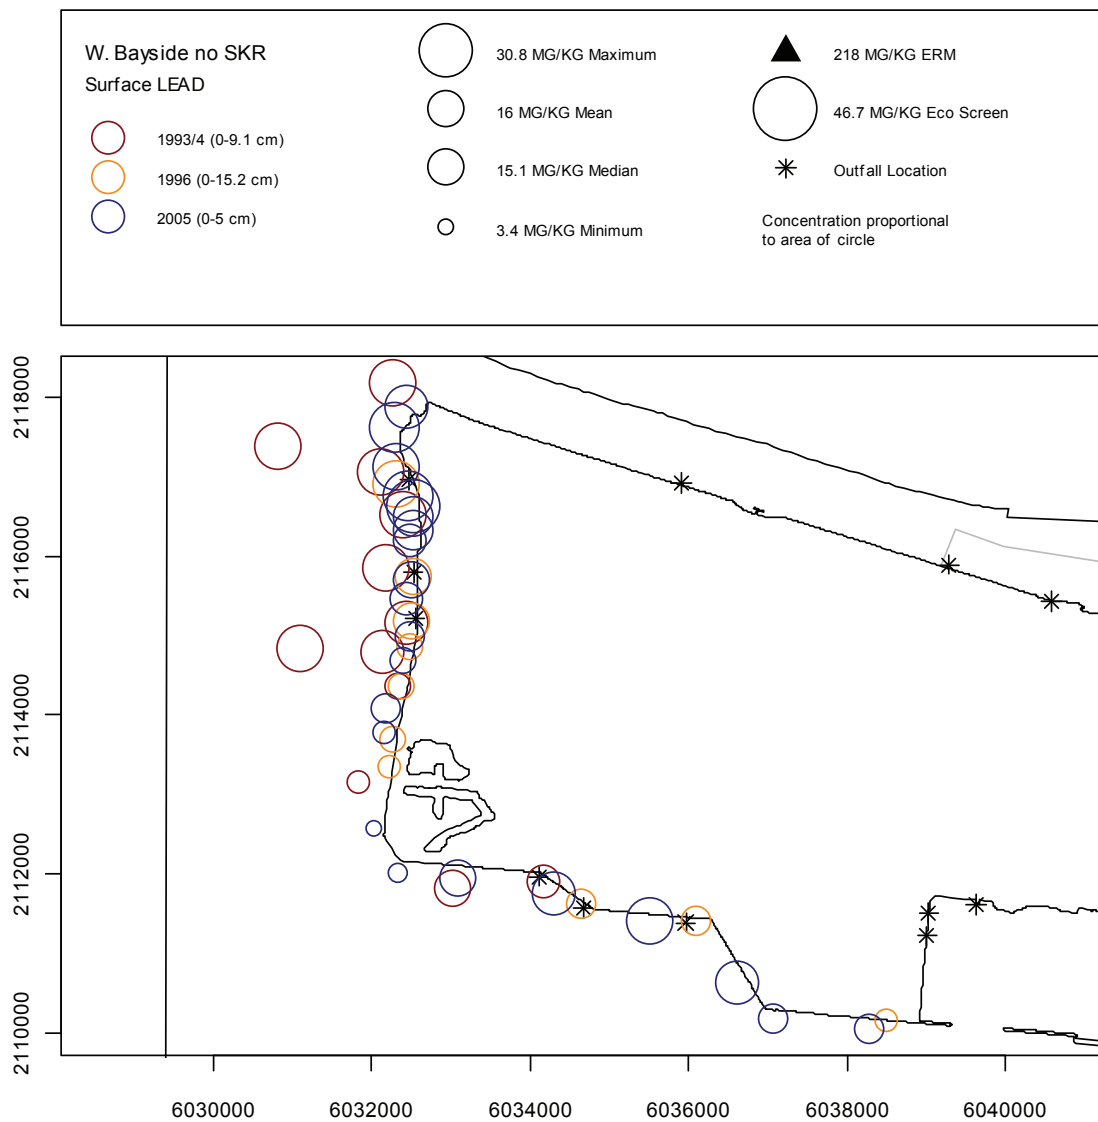 W. Bayside no SKR
Surface LEAD
1993/4 (0-9.1 cm)
1996 (0-15.2 cm)
2005 (0-5 cm)
30.8 MG/KG Maximum
16 MG/KG Mean
15.1 MG/KG Median
3.4 MG/KG Minimum
218 MG/KG ERM
46.7 MG/KG Eco Screen
Outfall Location
Concentration proportional
to area of circle
2118000
2116000
2114000
2112000
2110000
6030000
6032000
6034000
6036000
6038000
6040000